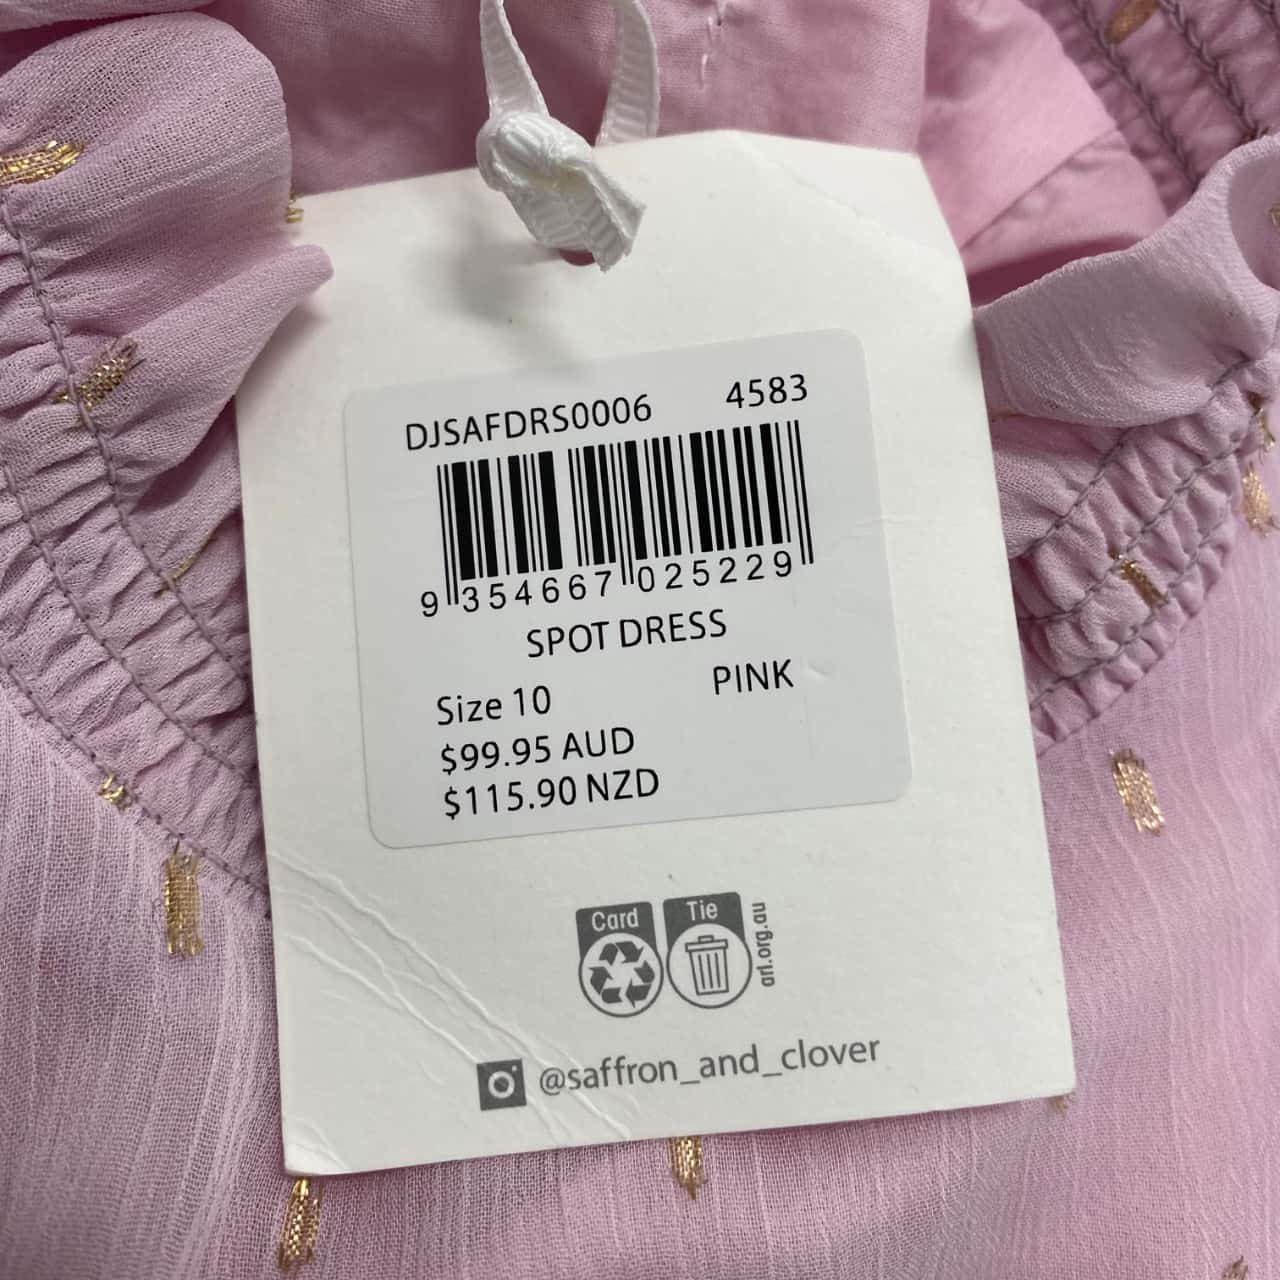 DJSAFDRS0006 4583
9 354667 025229
SPOT DRESS
Size 10 PINK
$99.95 AUD
$115.90 NZD
Card Tie arl.org.au
@saffron_and_clover